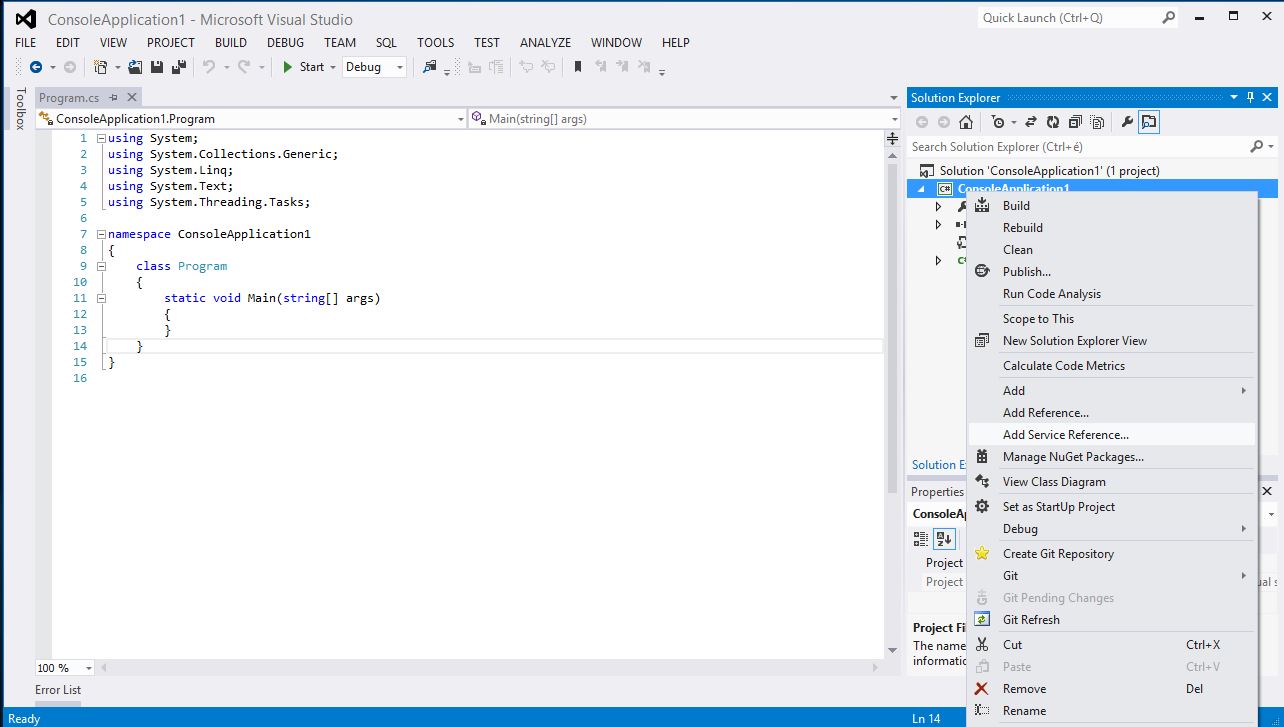 ConsoleApplication1 - Microsoft Visual Studio
Quick Launch (Ctrl+Q)
FILE EDIT VIEW PROJECT BUILD DEBUG TEAM SQL TOOLS TEST ANALYZE WINDOW HELP
Start Debug
Toolbox
Program.cs
ConsoleApplication1.Program
Main(string[] args)
1 using System;
2 using System.Collections.Generic;
3 using System.Linq;
4 using System.Text;
5 using System.Threading.Tasks;
6
7 namespace ConsoleApplication1
8 {
9 class Program
10 {
11 static void Main(string[] args)
12 {
13 }
14 }
15 }
16
100 %
Error List
Ready
Ln 14
Solution Explorer
Search Solution Explorer (Ctrl+é)
Solution 'ConsoleApplication1' (1 project)
C# ConsoleApplication1
Build
Rebuild
Clean
Publish...
Run Code Analysis
Scope to This
New Solution Explorer View
Calculate Code Metrics
Add
Add Reference...
Add Service Reference...
Manage NuGet Packages...
View Class Diagram
Set as StartUp Project
Debug
Create Git Repository
Git
Git Pending Changes
Git Refresh
Cut Ctrl+X
Paste Ctrl+V
Remove Del
Rename
Solution E
Properties
ConsoleAp
Project
Project
ual s
Project Fi
The name
informatio